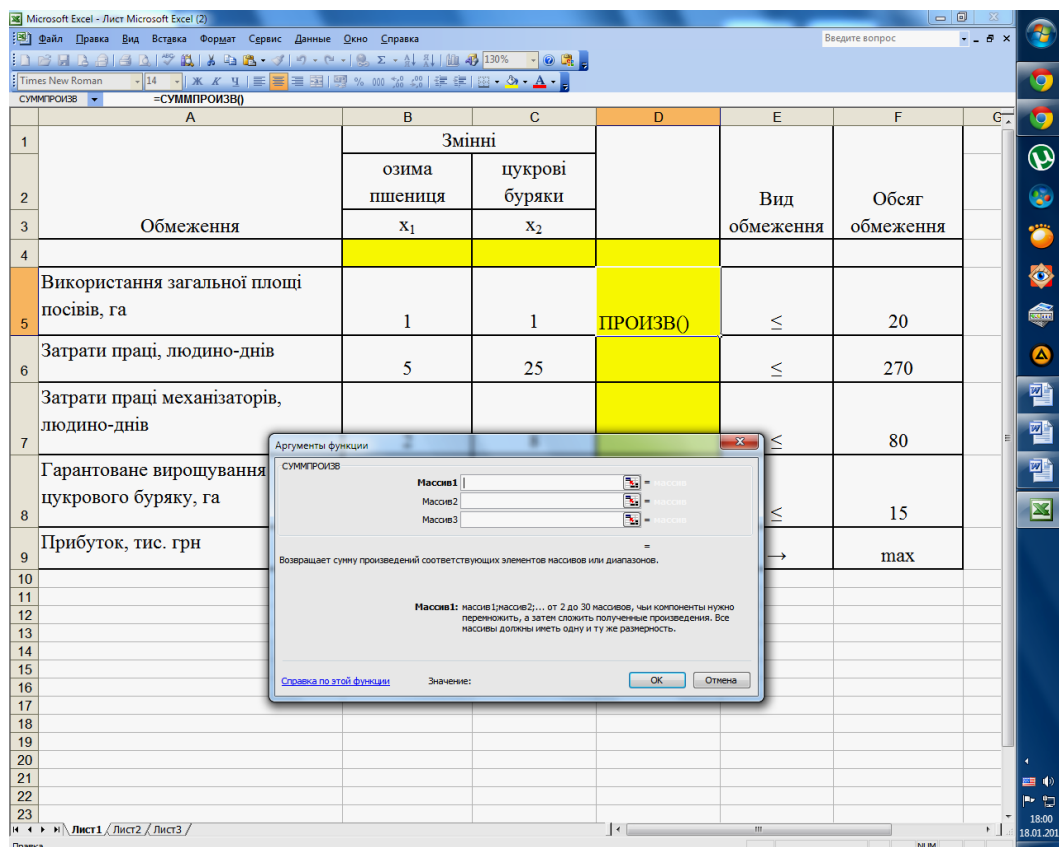 Microsoft Excel - Лист Microsoft Excel (2)
Файл Правка Вид Вставка Формат Сервис Данные Окно Справка
Введите вопрос
130%
Times New Roman 14 Ж К Ч % 000
СУММПРОИЗВ =СУММПРОИЗВ()
A B C D E F G
1 Змінні
2 озима пшениця цукрові буряки
3 Обмеження x1 x2 Вид обмеження Обсяг обмеження
4
5 Використання загальної площі посівів, га 1 1 ПРОИЗВ() ≤ 20
6 Затрати праці, людино-днів 5 25 ≤ 270
7 Затрати праці механізаторів, людино-днів 2 8 ≤ 80
8 Гарантоване вирощування цукрового буряку, га ≤ 15
9 Прибуток, тис. грн → max
Аргументы функции
СУММПРОИЗВ
Массив1 = массив
Массив2 = массив
Массив3 = массив
=
Возвращает сумму произведений соответствующих элементов массивов или диапазонов.
Массив1: массив1;массив2;... от 2 до 30 массивов, чьи компоненты нужно
перемножить, а затем сложить полученные произведения. Все
массивы должны иметь одну и ту же размерность.
Справка по этой функции Значение: ОК Отмена
10
11
12
13
14
15
16
17
18
19
20
21
22
23
Лист1 Лист2 Лист3
Правка NUM
18:00
18.01.201